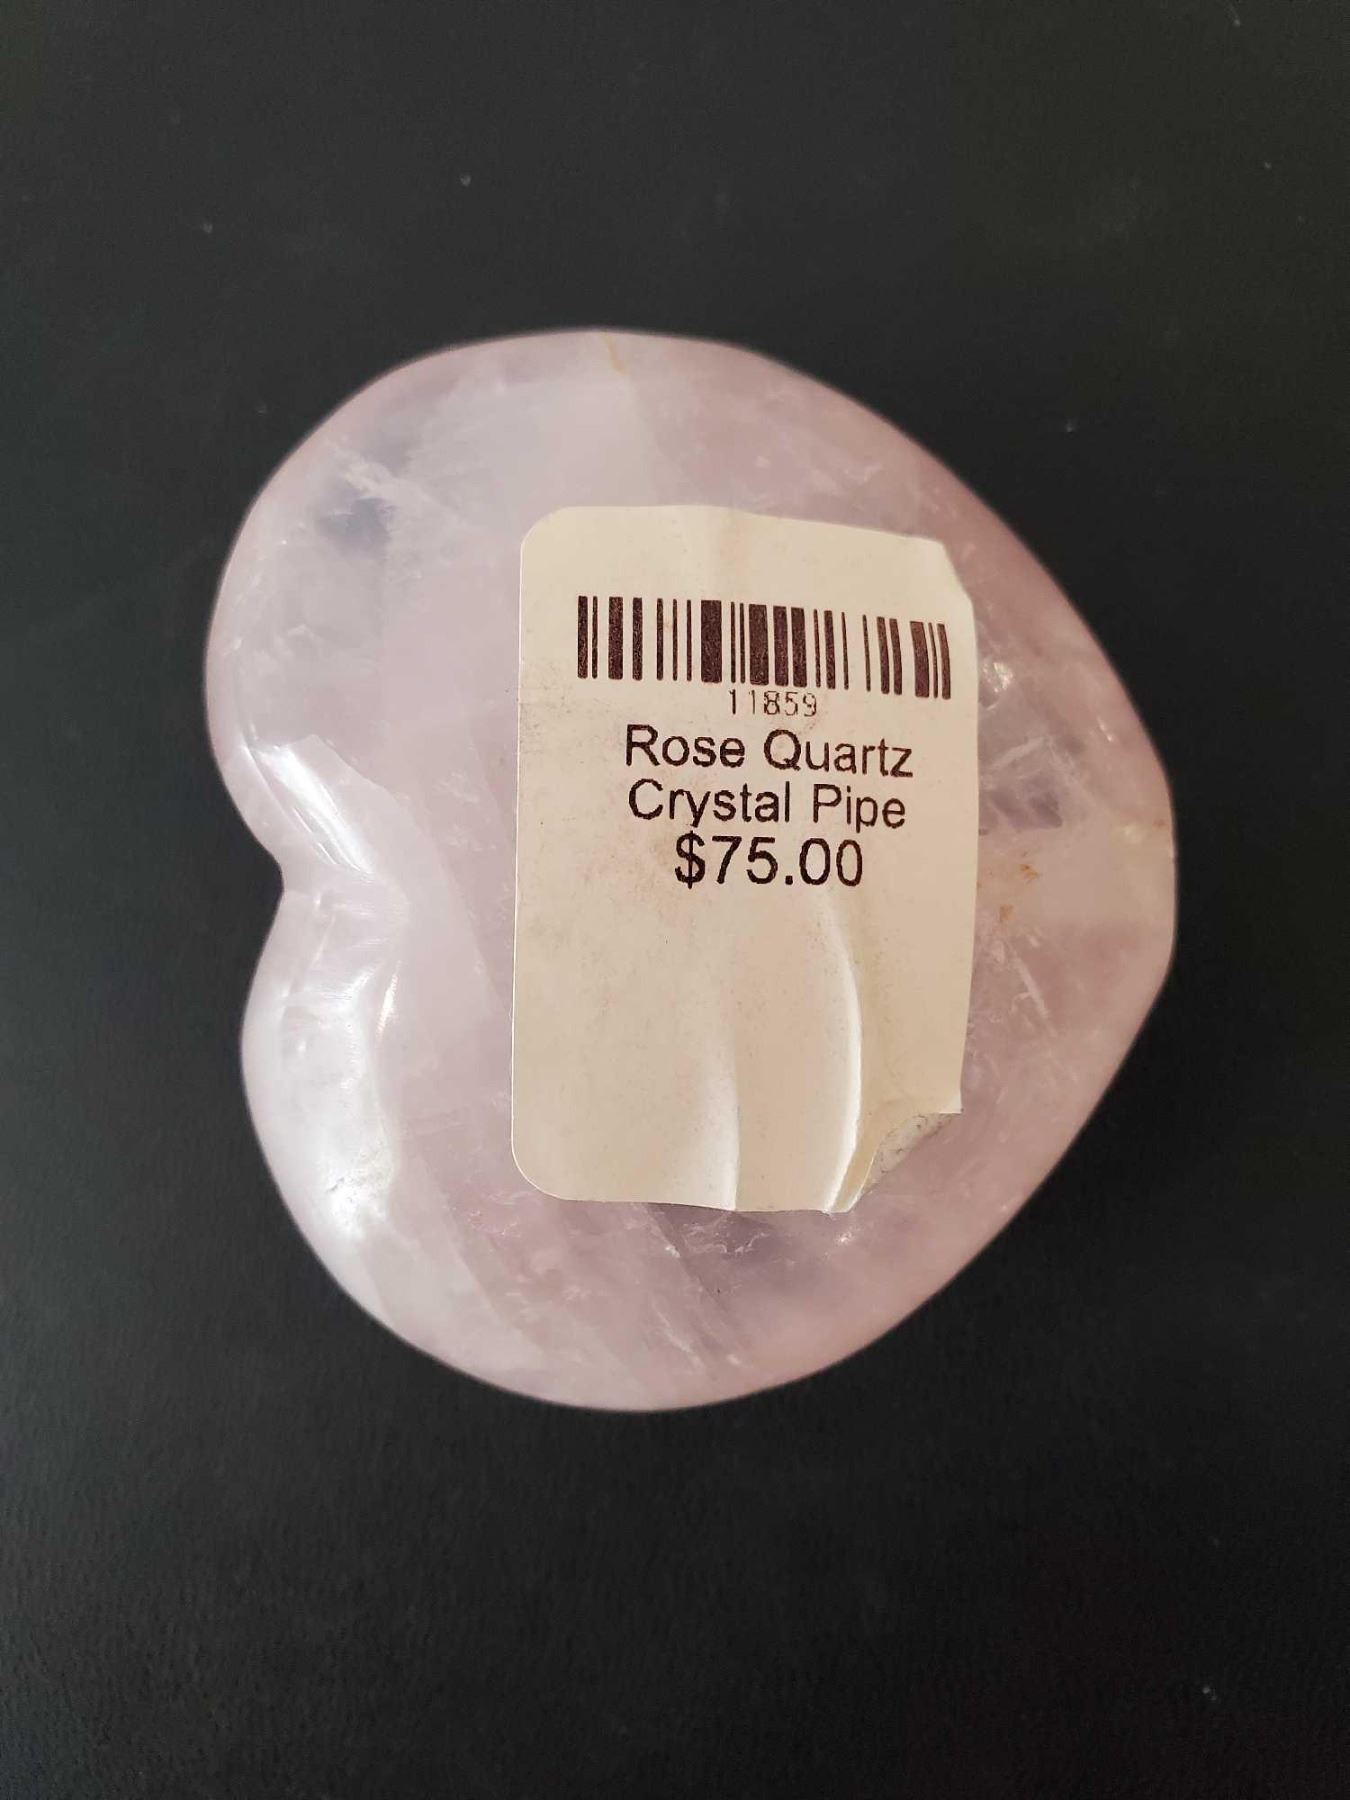 11859
Rose Quartz
Crystal Pipe
$75.00